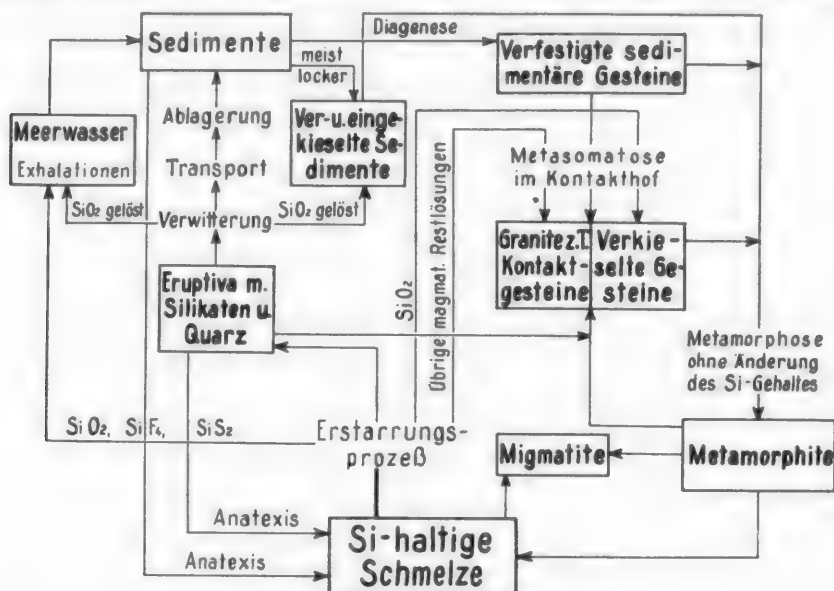 Sedimente
Diagenese
meist
locker
Verfestigte sedi-
mentäre Gesteine
Ablagerung
Meerwasser
Exhalationen
Ver-u. einge-
kieselte Se-
dimente
Transport
Metasomatose
im Kontakthof
SiO₂ gelöst
Verwitterung
SiO₂ gelöst
Übrige magmat. Restlösungen
SiO₂
Granite z.T.
Kontakt-
gesteine
Verkie-
selte Ge-
steine
Eruptiva m.
Silikaten u.
Quarz
Metamorphose
ohne Änderung
des Si-Gehaltes
SiO₂, SiF₄, SiS₂
Erstarrungs-
prozeß
Migmatite
Metamorphite
Anatexis
Anatexis
Si-haltige
Schmelze